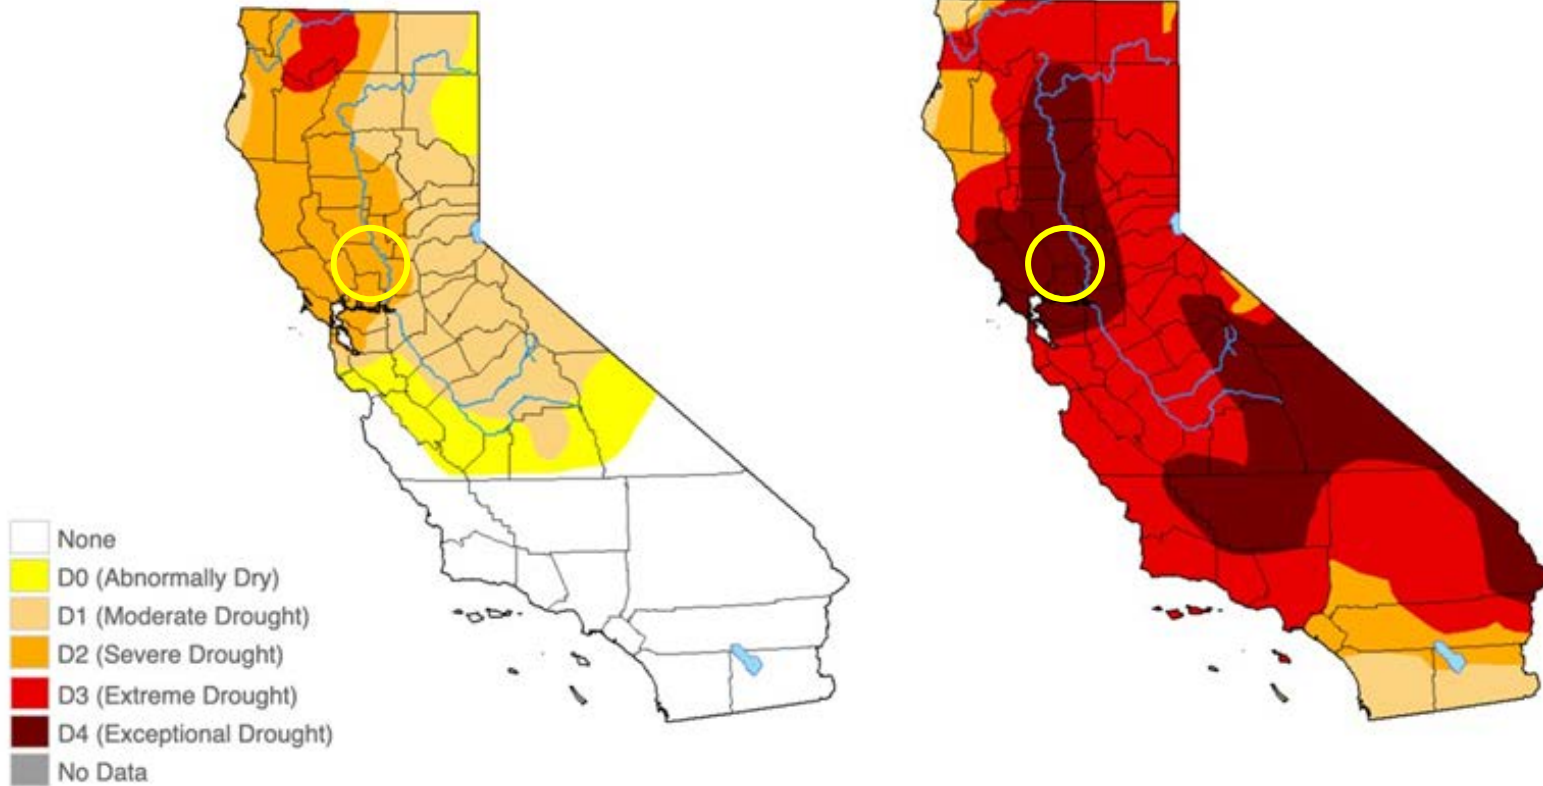 None
D0 (Abnormally Dry)
D1 (Moderate Drought)
D2 (Severe Drought)
D3 (Extreme Drought)
D4 (Exceptional Drought)
No Data